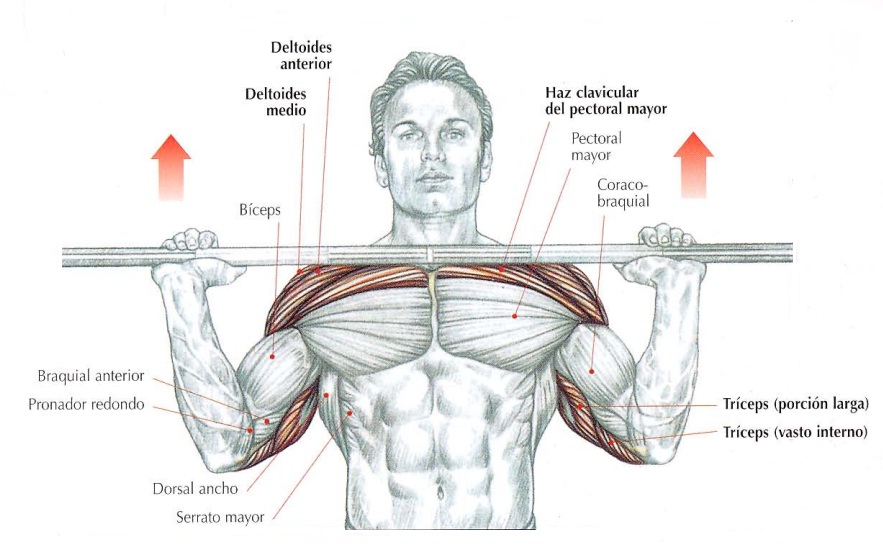 Deltoides
anterior
Deltoides
medio
Haz clavicular
del pectoral mayor
Pectoral
mayor
Coraco-
braquial
Bíceps
Braquial anterior
Pronador redondo
Dorsal ancho
Serrato mayor
Tríceps (porción larga)
Tríceps (vasto interno)